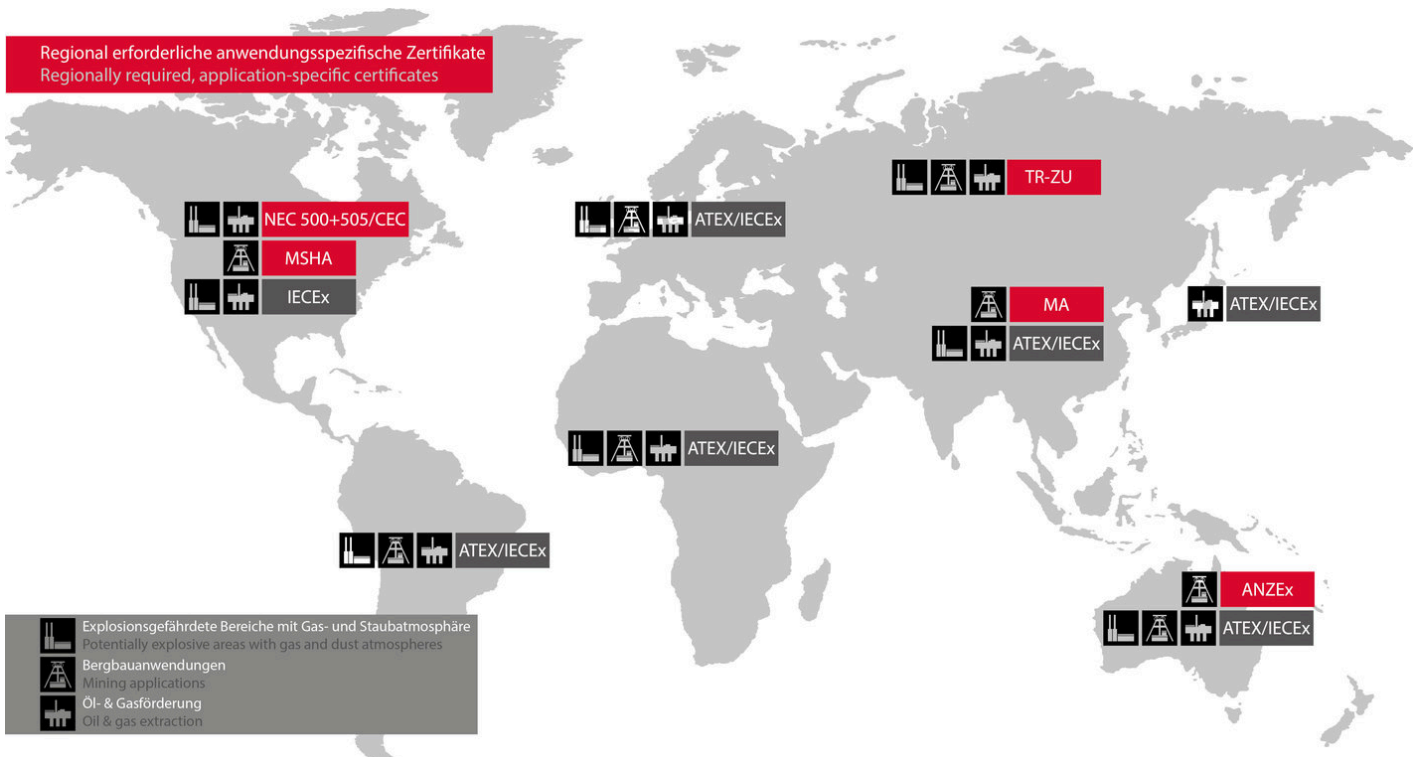 Regional erforderliche anwendungsspezifische Zertifikate
Regionally required, application-specific certificates
TR-ZU
NEC 500+505/CEC
MSHA
IECEx
ATEX/IECEx
MA
ATEX/IECEx
ATEX/IECEx
ATEX/IECEx
ATEX/IECEx
ANZEx
ATEX/IECEx
Explosionsgefährdete Bereiche mit Gas- und Staubatmosphäre
Potentially explosive areas with gas and dust atmospheres
Bergbauanwendungen
Mining applications
Öl- & Gasförderung
Oil & gas extraction